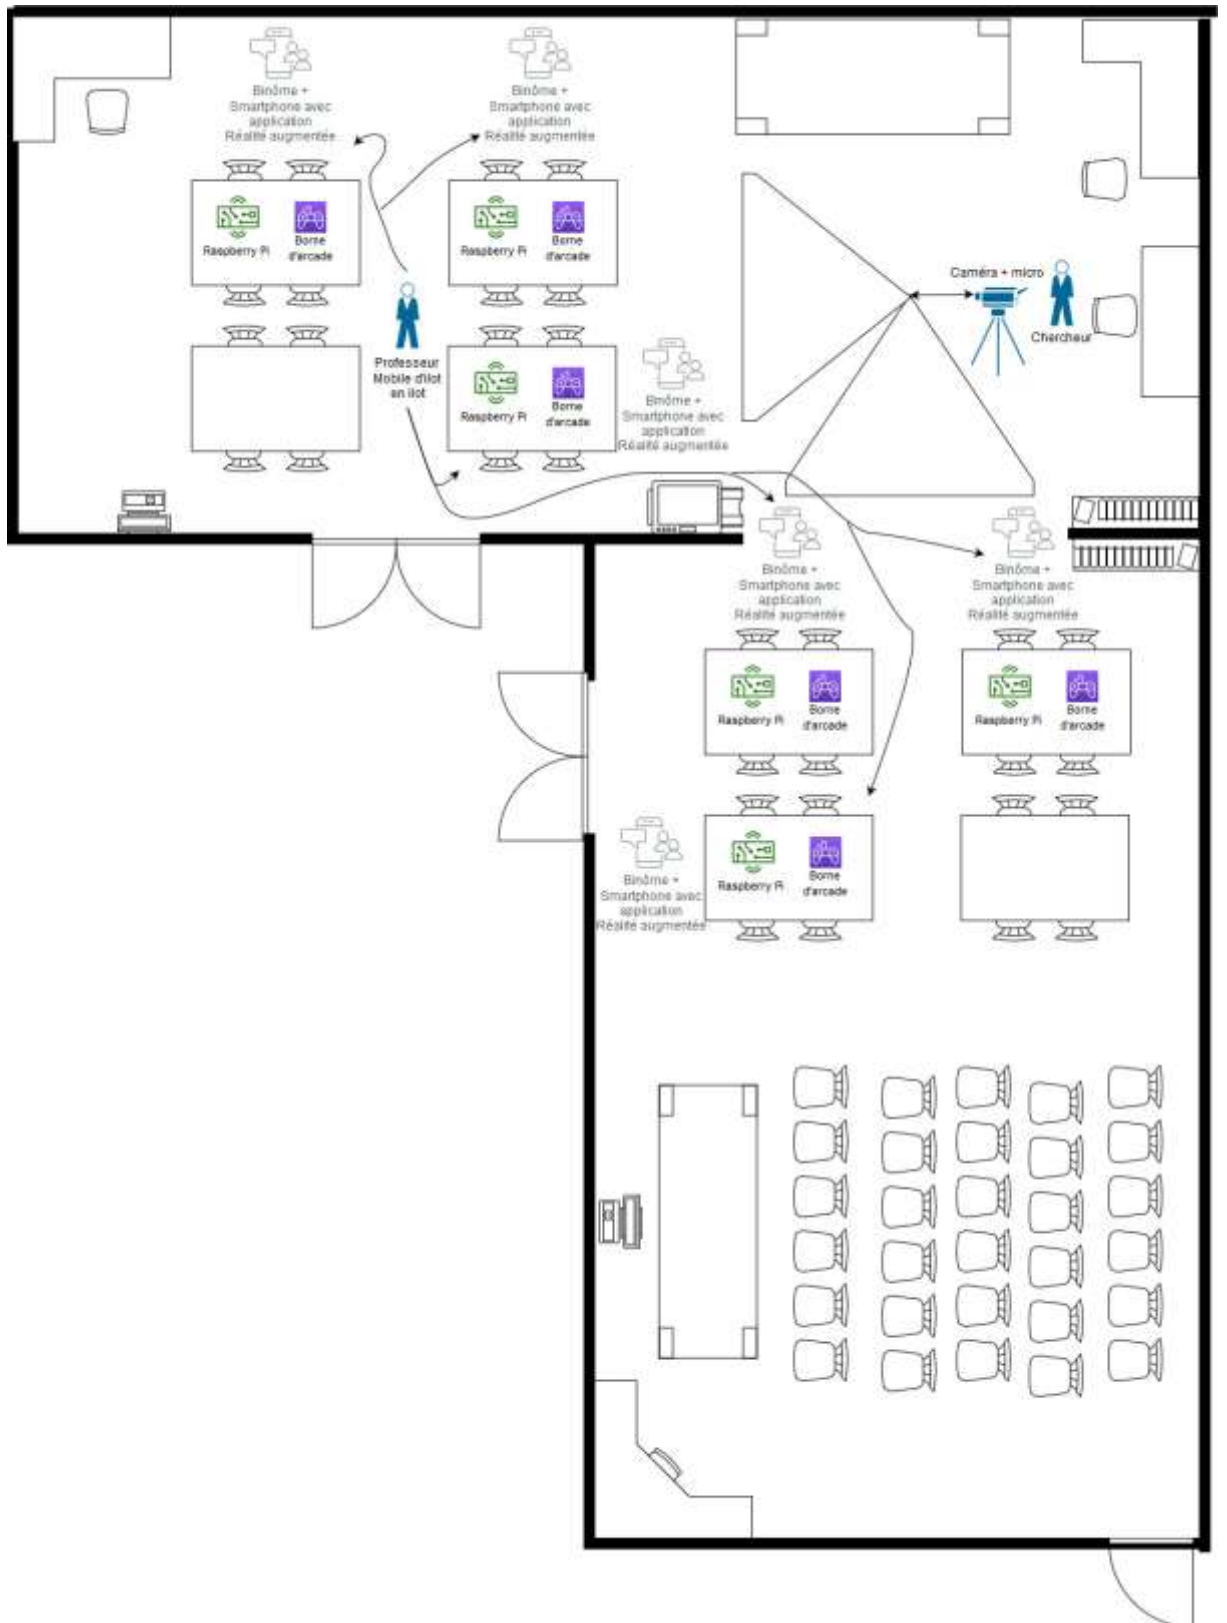 Binôme +
Smartphone avec
application
Réalité augmentée
Binôme +
Smartphone avec
application
Réalité augmentée
Raspberry Pi
Borne
d'arcade
Raspberry Pi
Borne
d'arcade
Caméra + micro
Chercheur
Professeur
Mobile d'ilot
en ilot
Raspberry Pi
Borne
d'arcade
Binôme +
Smartphone avec
application
Réalité augmentée
Binôme +
Smartphone avec
application
Réalité augmentée
Binôme +
Smartphone avec
application
Réalité augmentée
Raspberry Pi
Borne
d'arcade
Raspberry Pi
Borne
d'arcade
Binôme +
Smartphone avec
application
Réalité augmentée
Raspberry Pi
Borne
d'arcade